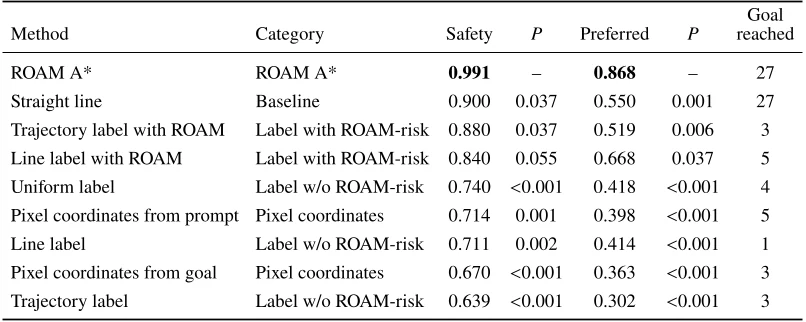 Goal
Method Category Safety P Preferred P reached
ROAM A* ROAM A* 0.991 – 0.868 – 27
Straight line Baseline 0.900 0.037 0.550 0.001 27
Trajectory label with ROAM Label with ROAM-risk 0.880 0.037 0.519 0.006 3
Line label with ROAM Label with ROAM-risk 0.840 0.055 0.668 0.037 5
Uniform label Label w/o ROAM-risk 0.740 <0.001 0.418 <0.001 4
Pixel coordinates from prompt Pixel coordinates 0.714 0.001 0.398 <0.001 5
Line label Label w/o ROAM-risk 0.711 0.002 0.414 <0.001 1
Pixel coordinates from goal Pixel coordinates 0.670 <0.001 0.363 <0.001 3
Trajectory label Label w/o ROAM-risk 0.639 <0.001 0.302 <0.001 3